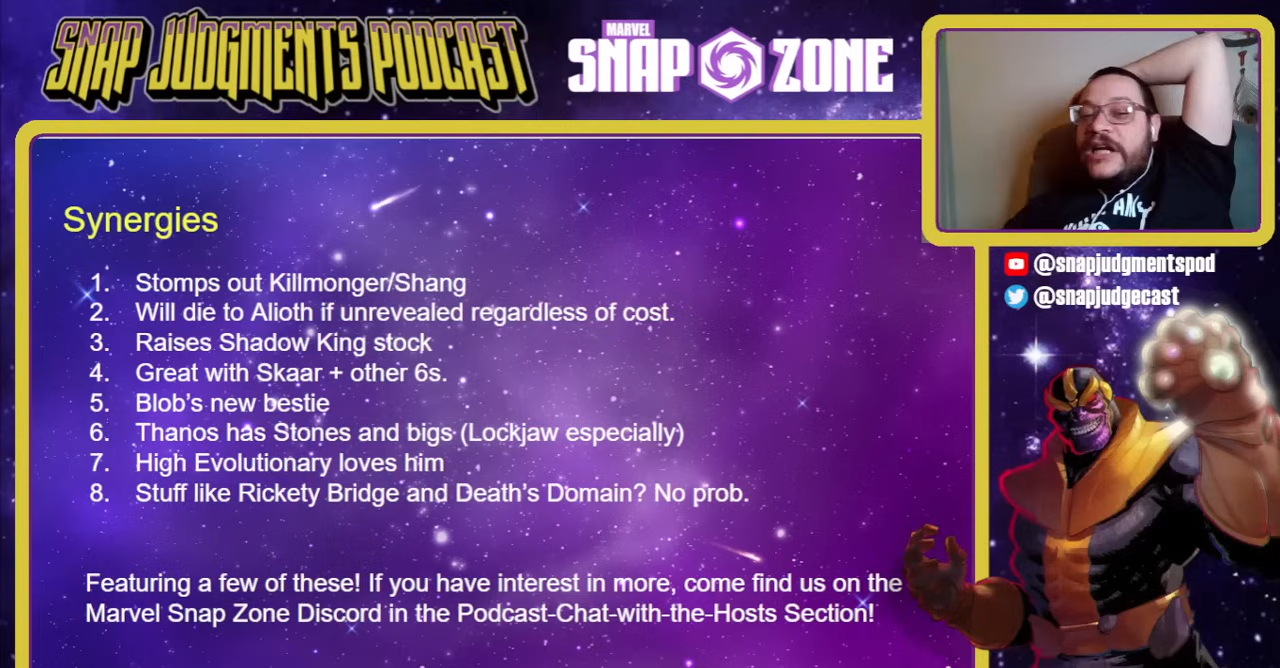 SNAP JUDGMENTS PODCAST
MARVEL
SNAP ZONE
@snapjudgmentspod
@snapjudgecast
Synergies
1. Stomps out Killmonger/Shang
2. Will die to Alioth if unrevealed regardless of cost.
3. Raises Shadow King stock
4. Great with Skaar + other 6s.
5. Blob's new bestie
6. Thanos has Stones and bigs (Lockjaw especially)
7. High Evolutionary loves him
8. Stuff like Rickety Bridge and Death's Domain? No prob.
Featuring a few of these! If you have interest in more, come find us on the
Marvel Snap Zone Discord in the Podcast-Chat-with-the-Hosts Section!